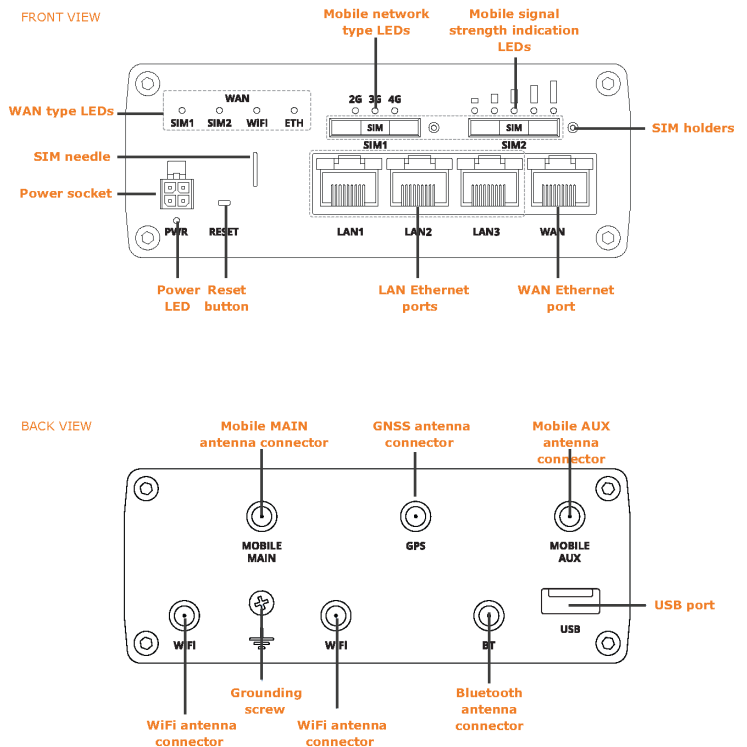 FRONT VIEW
Mobile network
type LEDs
Mobile signal
strength indication
LEDs
WAN type LEDs
WAN
SIM1 SIM2 WIFI ETH
2G 3G 4G
SIM
SIM1
SIM
SIM2
SIM holders
SIM needle
Power socket
PWR
RESET
LAN1
LAN2
LAN3
WAN
Power
LED
Reset
button
LAN Ethernet
ports
WAN Ethernet
port
BACK VIEW
Mobile MAIN
antenna connector
GNSS antenna
connector
Mobile AUX
antenna
connector
MOBILE
MAIN
GPS
MOBILE
AUX
USB port
USB
WIFI
WIFI
BT
Grounding
screw
WiFi antenna
connector
WiFi antenna
connector
Bluetooth
antenna
connector